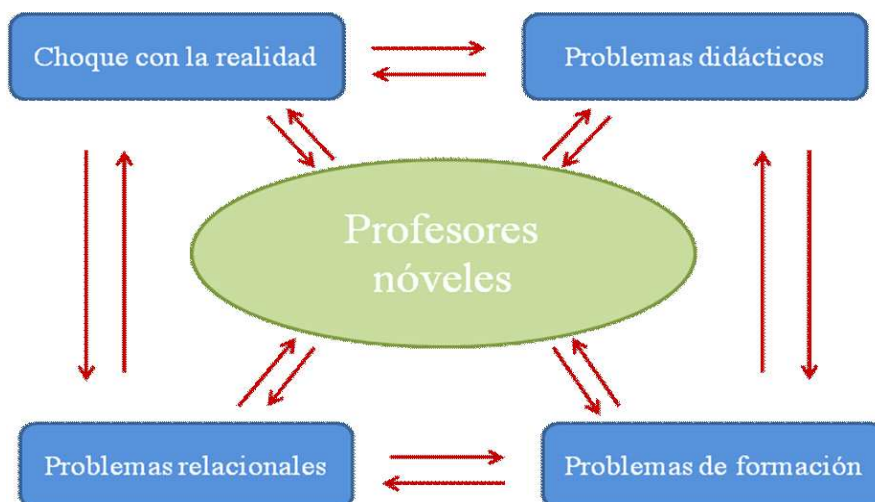 Choque con la realidad
Problemas didácticos
Profesores
nóveles
Problemas relacionales
Problemas de formación